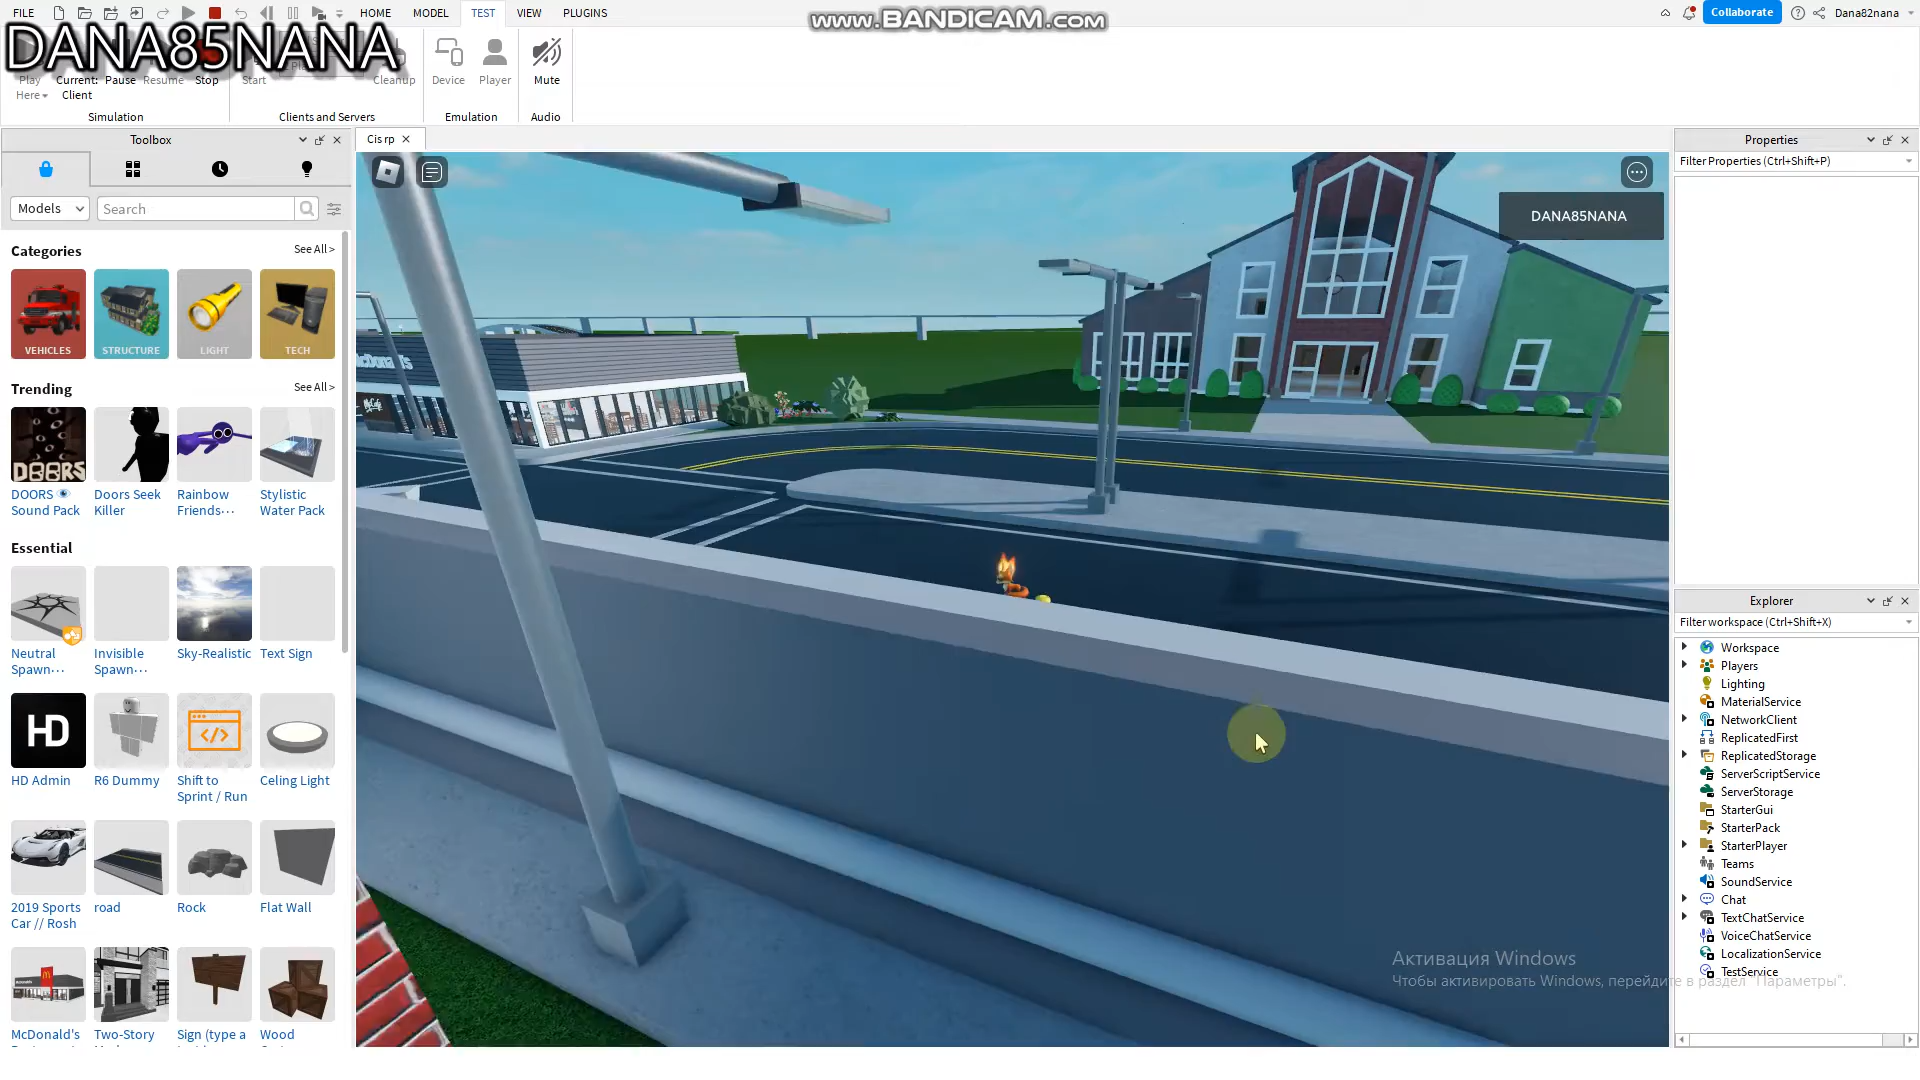 FILE
HOME
MODEL
TEST
VIEW
PLUGINS
www.BANDICAM.com
Collaborate
Dana82nana
DANA85NANA
Play
Here
Current:
Client
Pause
Resume
Stop
Start
Cleanup
Device
Player
Mute
Simulation
Clients and Servers
Emulation
Audio
Toolbox
Models
Search
Categories
See All >
VEHICLES
STRUCTURE
LIGHT
TECH
Trending
See All >
DOORS
DOORS 👁
Sound Pack
Doors Seek
Killer
Rainbow
Friends...
Stylistic
Water Pack
Essential
Neutral
Spawn...
Invisible
Spawn...
Sky-Realistic
Text Sign
HD
HD Admin
R6 Dummy
Shift to
Sprint / Run
Celing Light
2019 Sports
Car // Rosh
road
Rock
Flat Wall
McDonald's
Two-Story
Sign (type a
Wood
Cis rp
DANA85NANA
McDonald's
McCafé
Properties
Filter Properties (Ctrl+Shift+P)
Explorer
Filter workspace (Ctrl+Shift+X)
Workspace
Players
Lighting
MaterialService
NetworkClient
ReplicatedFirst
ReplicatedStorage
ServerScriptService
ServerStorage
StarterGui
StarterPack
StarterPlayer
Teams
SoundService
Chat
TextChatService
VoiceChatService
LocalizationService
TestService
Активация Windows
Чтобы активировать Windows, перейдите в раздел "Параметры".